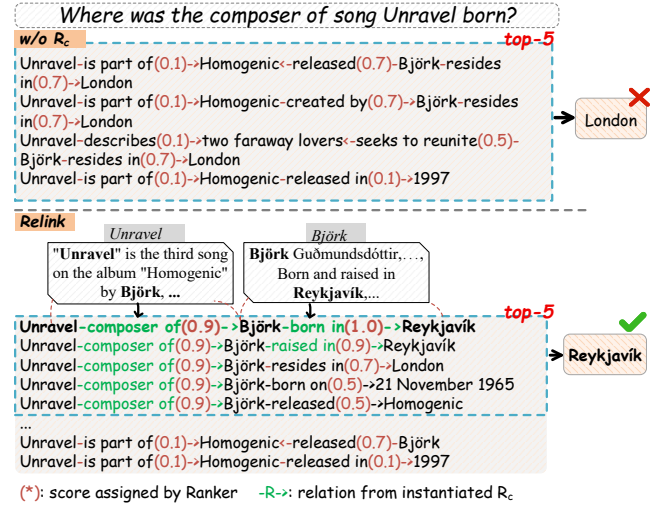 Where was the composer of song Unravel born?
w/o Rc
top-5
Unravel-is part of(0.1)->Homogenic<-released(0.7)-Björk-resides
in(0.7)->London
Unravel-is part of(0.1)->Homogenic-created by(0.7)->Björk-resides
in(0.7)->London
Unravel-describes(0.1)->two faraway lovers<-seeks to reunite(0.5)-
Björk-resides in(0.7)->London
Unravel-is part of(0.1)->Homogenic-released in(0.1)->1997
London
Relink
Unravel
Björk
"Unravel" is the third song
on the album "Homogenic"
by Björk, ...
Björk Guðmundsdóttir,...,
Born and raised in
Reykjavík,...
top-5
Unravel-composer of(0.9)->Björk-born in(1.0)->Reykjavík
Unravel-composer of(0.9)->Björk-raised in(0.9)->Reykjavík
Unravel-composer of(0.9)->Björk-resides in(0.7)->London
Unravel-composer of(0.9)->Björk-born on(0.5)->21 November 1965
Unravel-composer of(0.9)->Björk-released(0.5)->Homogenic
...
Unravel-is part of(0.1)->Homogenic<-released(0.7)-Björk
Unravel-is part of(0.1)->Homogenic-released in(0.1)->1997
Reykjavík
(*): score assigned by Ranker -R->: relation from instantiated Rc